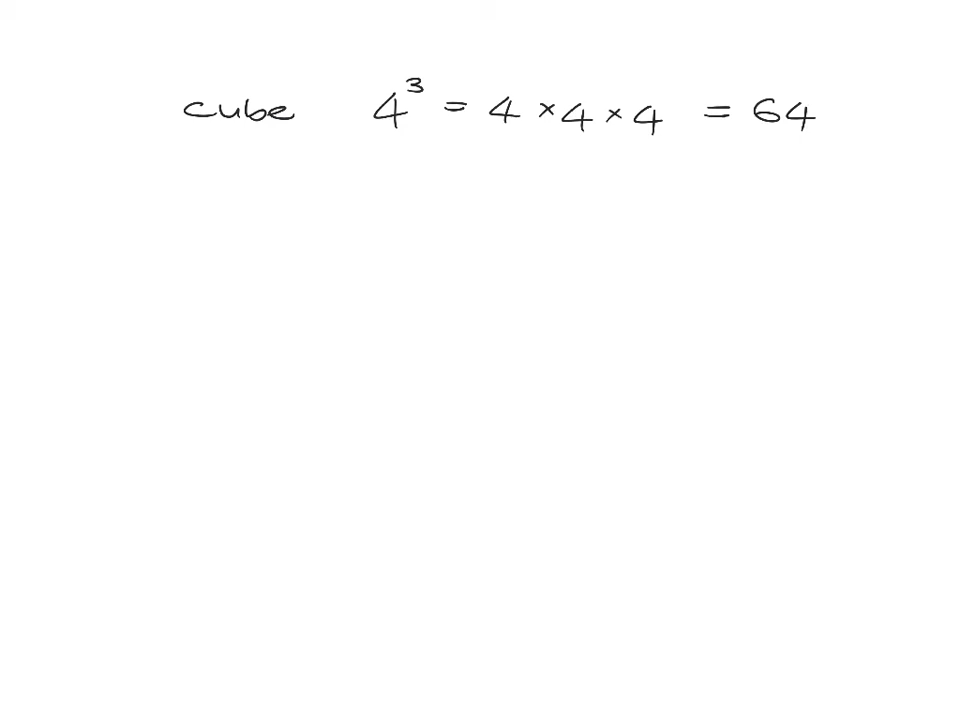 cube 4³ = 4 × 4 × 4 = 64